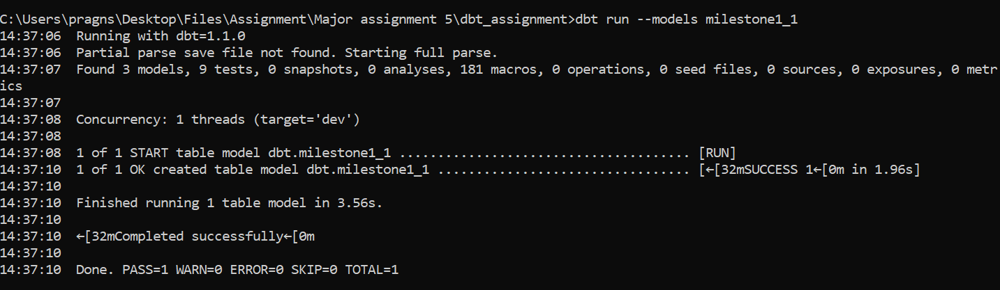 C:\Users\pragns\Desktop\Files\Assignment\Major assignment 5\dbt_assignment>dbt run --models milestone1_1
14:37:06  Running with dbt=1.1.0
14:37:06  Partial parse save file not found. Starting full parse.
14:37:07  Found 3 models, 9 tests, 0 snapshots, 0 analyses, 181 macros, 0 operations, 0 seed files, 0 sources, 0 exposures, 0 metr
ics
14:37:07
14:37:08  Concurrency: 1 threads (target='dev')
14:37:08
14:37:08  1 of 1 START table model dbt.milestone1_1 ...................................... [RUN]
14:37:10  1 of 1 OK created table model dbt.milestone1_1 ................................. [←[32mSUCCESS 1←[0m in 1.96s]
14:37:10
14:37:10  Finished running 1 table model in 3.56s.
14:37:10
14:37:10  ←[32mCompleted successfully←[0m
14:37:10
14:37:10  Done. PASS=1 WARN=0 ERROR=0 SKIP=0 TOTAL=1